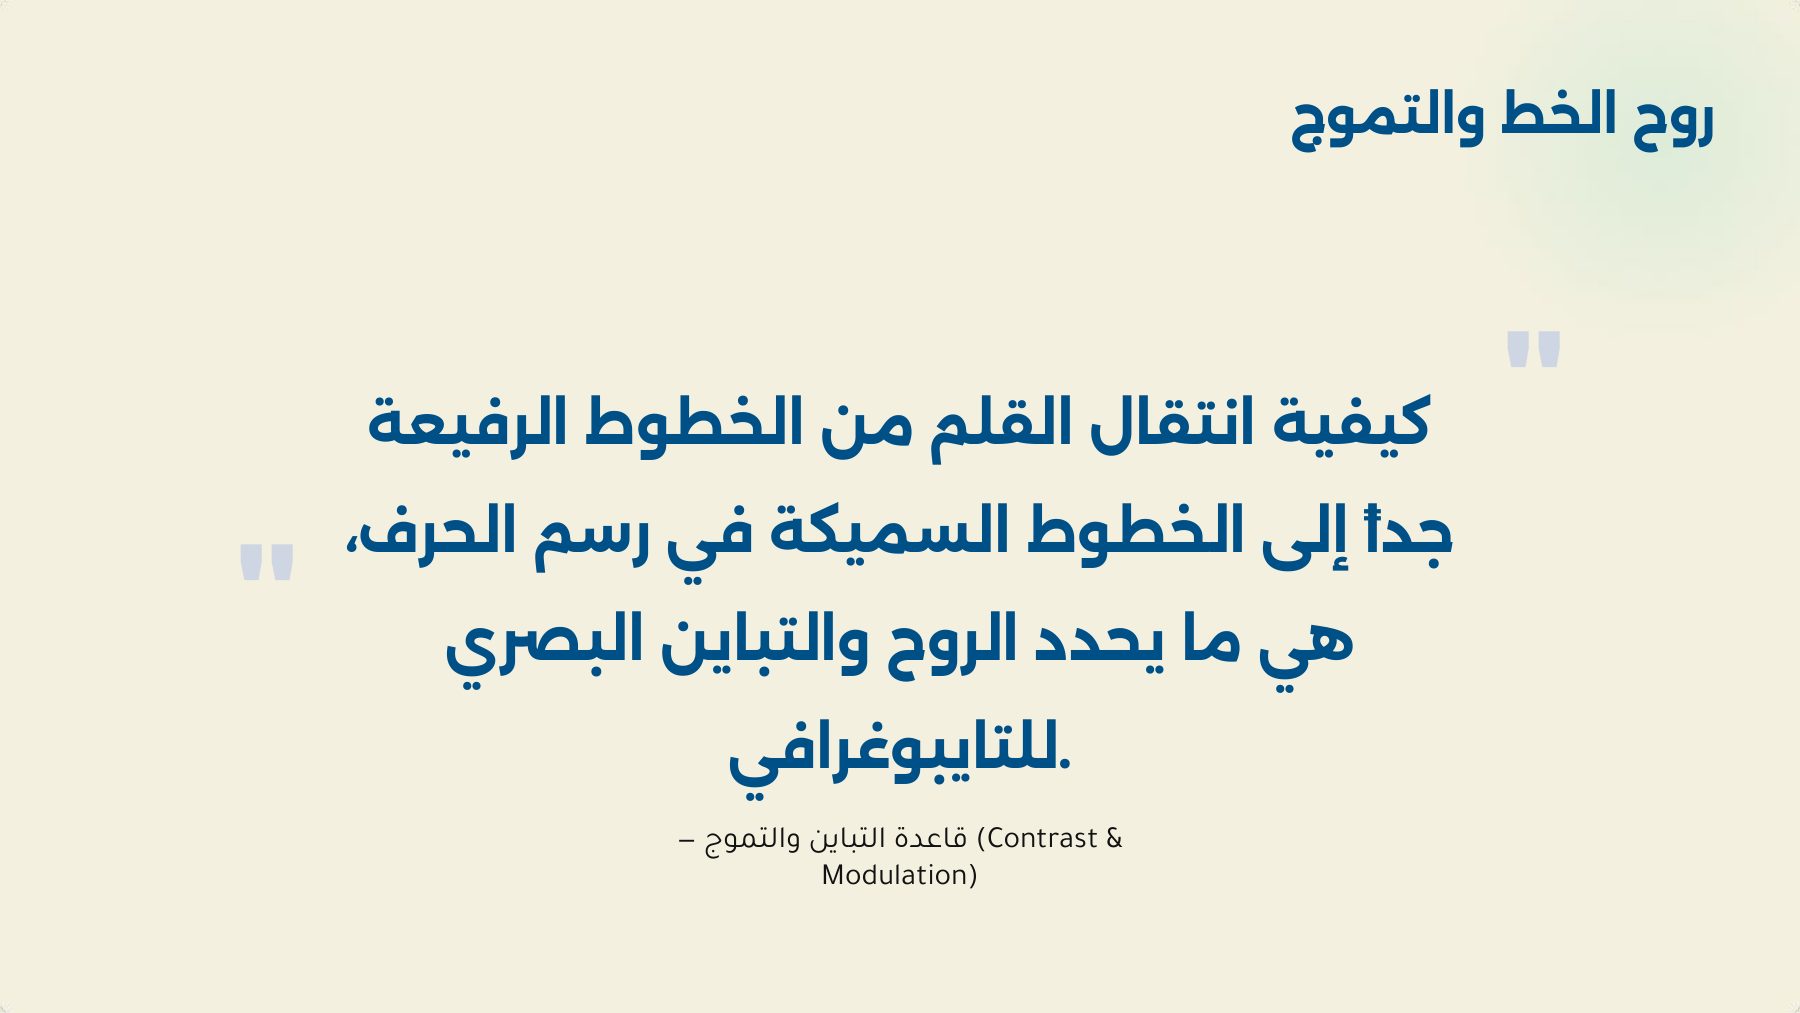 روح الخط والتموج
"
كيفية انتقال القلم من الخطوط الرفيعة
جداً إلى الخطوط السميكة في رسم الحرف،
هي ما يحدد الروح والتباين البصري
للتايبوغرافي.
"
— قاعدة التباين والتموج (Contrast &
Modulation)